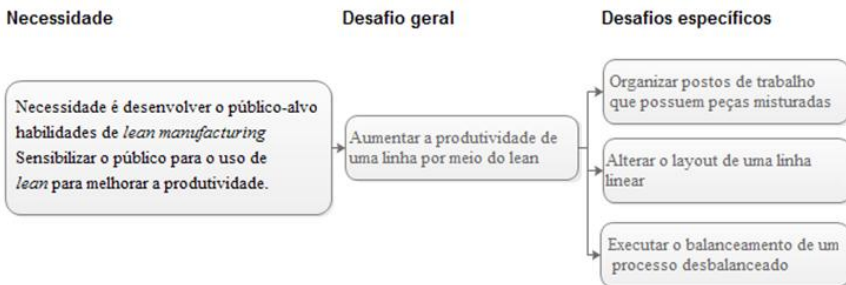 Necessidade
Desafio geral
Desafios específicos
Necessidade é desenvolver o público-alvo
habilidades de lean manufacturing
Sensibilizar o público para o uso de
lean para melhorar a produtividade.
Aumentar a produtividade de
uma linha por meio do lean
Organizar postos de trabalho
que possuem peças misturadas
Alterar o layout de uma linha
linear
Executar o balanceamento de um
processo desbalanceado